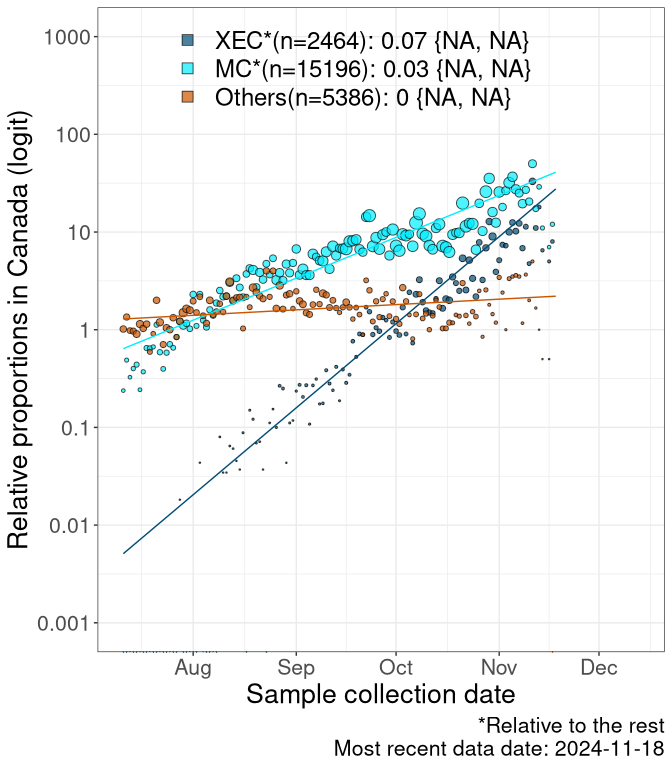 XEC*(n=2464): 0.07 {NA, NA}
MC*(n=15196): 0.03 {NA, NA}
Others(n=5386): 0 {NA, NA}
Relative proportions in Canada (logit)
1000
100
10
1
0.1
0.01
0.001
Aug Sep Oct Nov Dec
Sample collection date
*Relative to the rest
Most recent data date: 2024-11-18